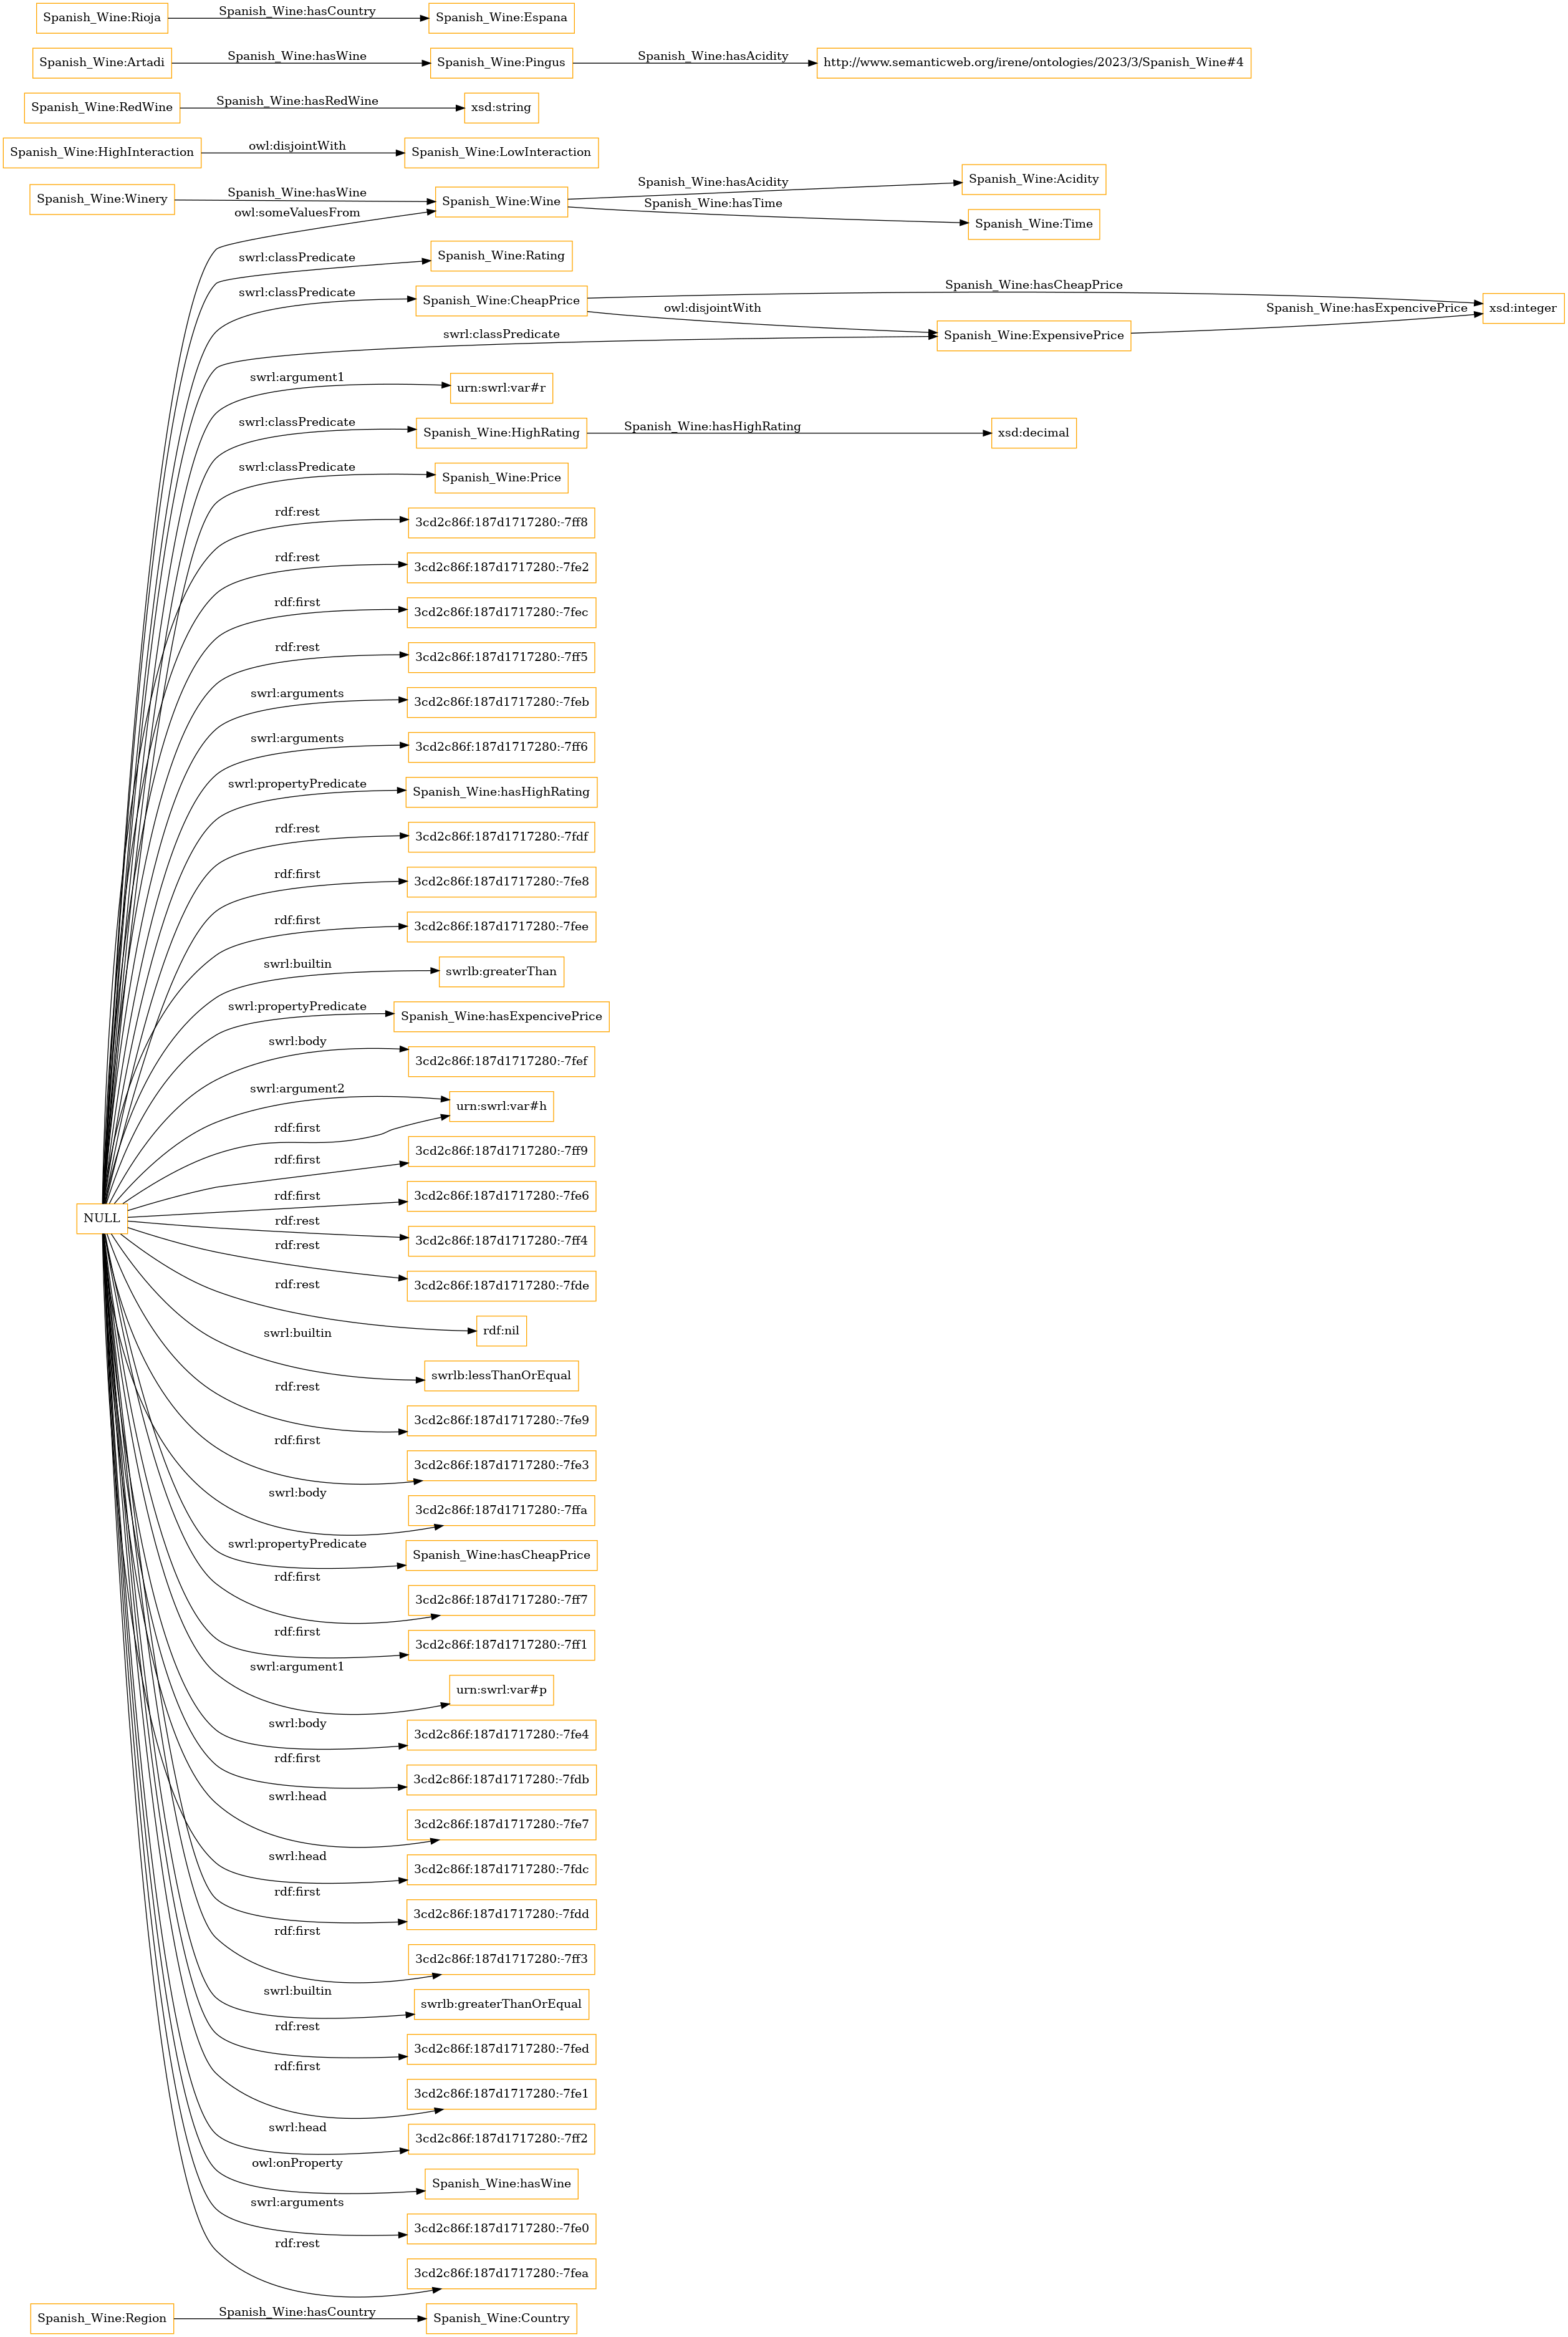 Spanish_Wine:Rioja
Spanish_Wine:hasCountry
Spanish_Wine:Espana
Spanish_Wine:Artadi
Spanish_Wine:hasWine
Spanish_Wine:Pingus
Spanish_Wine:hasAcidity
http://www.semanticweb.org/irene/ontologies/2023/3/Spanish_Wine#4
Spanish_Wine:RedWine
Spanish_Wine:hasRedWine
xsd:string
Spanish_Wine:HighInteraction
owl:disjointWith
Spanish_Wine:LowInteraction
Spanish_Wine:Winery
Spanish_Wine:hasWine
Spanish_Wine:Wine
Spanish_Wine:hasAcidity
Spanish_Wine:Acidity
Spanish_Wine:hasTime
Spanish_Wine:Time
owl:someValuesFrom
swrl:classPredicate
Spanish_Wine:Rating
swrl:classPredicate
Spanish_Wine:CheapPrice
Spanish_Wine:hasCheapPrice
xsd:integer
owl:disjointWith
Spanish_Wine:hasExpencivePrice
swrl:classPredicate
Spanish_Wine:ExpensivePrice
swrl:argument1
urn:swrl:var#r
swrl:classPredicate
Spanish_Wine:HighRating
Spanish_Wine:hasHighRating
xsd:decimal
swrl:classPredicate
Spanish_Wine:Price
rdf:rest
3cd2c86f:187d1717280:-7ff8
rdf:rest
3cd2c86f:187d1717280:-7fe2
rdf:first
3cd2c86f:187d1717280:-7fec
rdf:rest
3cd2c86f:187d1717280:-7ff5
swrl:arguments
3cd2c86f:187d1717280:-7feb
swrl:arguments
3cd2c86f:187d1717280:-7ff6
swrl:propertyPredicate
Spanish_Wine:hasHighRating
rdf:rest
3cd2c86f:187d1717280:-7fdf
rdf:first
3cd2c86f:187d1717280:-7fe8
rdf:first
3cd2c86f:187d1717280:-7fee
swrl:builtin
swrlb:greaterThan
swrl:propertyPredicate
Spanish_Wine:hasExpencivePrice
swrl:body
3cd2c86f:187d1717280:-7fef
swrl:argument2
urn:swrl:var#h
rdf:first
rdf:first
3cd2c86f:187d1717280:-7ff9
NULL
rdf:first
3cd2c86f:187d1717280:-7fe6
rdf:rest
3cd2c86f:187d1717280:-7ff4
rdf:rest
3cd2c86f:187d1717280:-7fde
rdf:rest
rdf:nil
swrl:builtin
swrlb:lessThanOrEqual
rdf:rest
3cd2c86f:187d1717280:-7fe9
rdf:first
3cd2c86f:187d1717280:-7fe3
swrl:body
3cd2c86f:187d1717280:-7ffa
swrl:propertyPredicate
Spanish_Wine:hasCheapPrice
rdf:first
3cd2c86f:187d1717280:-7ff7
rdf:first
3cd2c86f:187d1717280:-7ff1
swrl:argument1
urn:swrl:var#p
swrl:body
3cd2c86f:187d1717280:-7fe4
rdf:first
3cd2c86f:187d1717280:-7fdb
swrl:head
3cd2c86f:187d1717280:-7fe7
swrl:head
3cd2c86f:187d1717280:-7fdc
rdf:first
3cd2c86f:187d1717280:-7fdd
rdf:first
3cd2c86f:187d1717280:-7ff3
swrl:builtin
swrlb:greaterThanOrEqual
rdf:rest
3cd2c86f:187d1717280:-7fed
rdf:first
3cd2c86f:187d1717280:-7fe1
swrl:head
3cd2c86f:187d1717280:-7ff2
owl:onProperty
Spanish_Wine:hasWine
swrl:arguments
3cd2c86f:187d1717280:-7fe0
rdf:rest
3cd2c86f:187d1717280:-7fea
Spanish_Wine:Region
Spanish_Wine:hasCountry
Spanish_Wine:Country